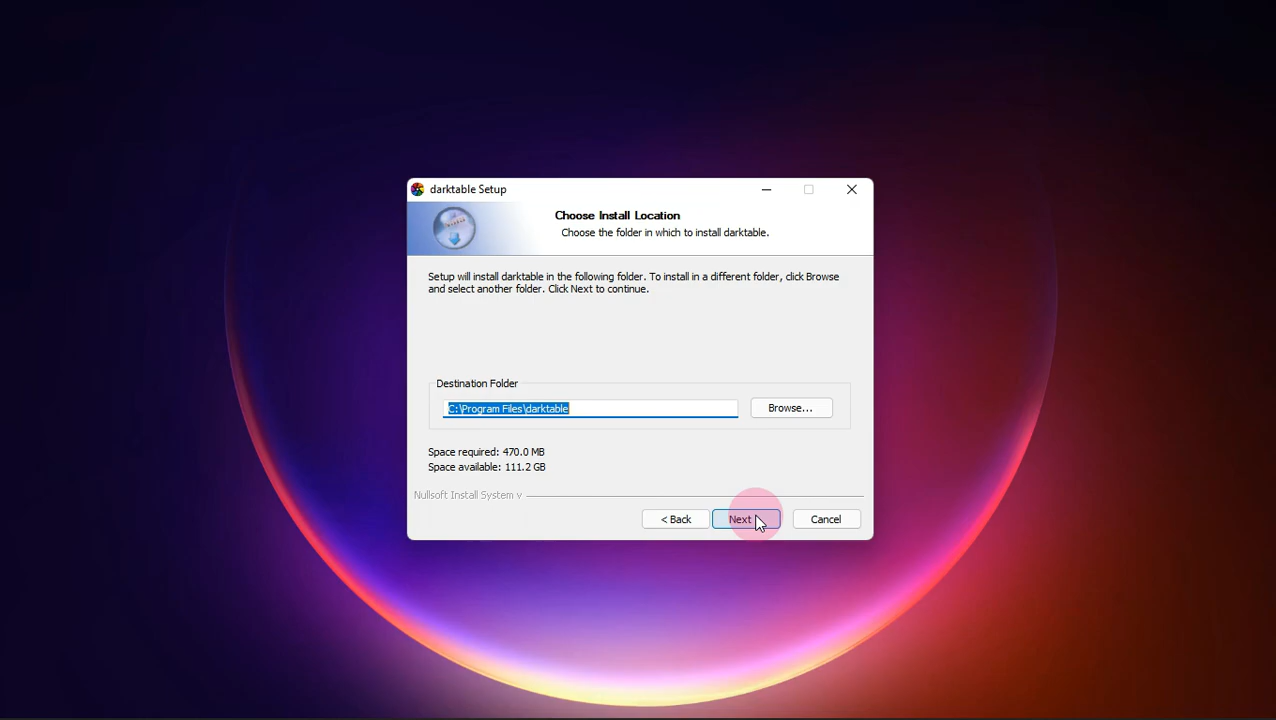 darktable Setup
Choose Install Location
Choose the folder in which to install darktable.
Setup will install darktable in the following folder. To install in a different folder, click Browse
and select another folder. Click Next to continue.
Destination Folder
C:\Program Files\darktable
Browse...
Space required: 470.0 MB
Space available: 111.2 GB
Nullsoft Install System v
< Back
Next
Cancel